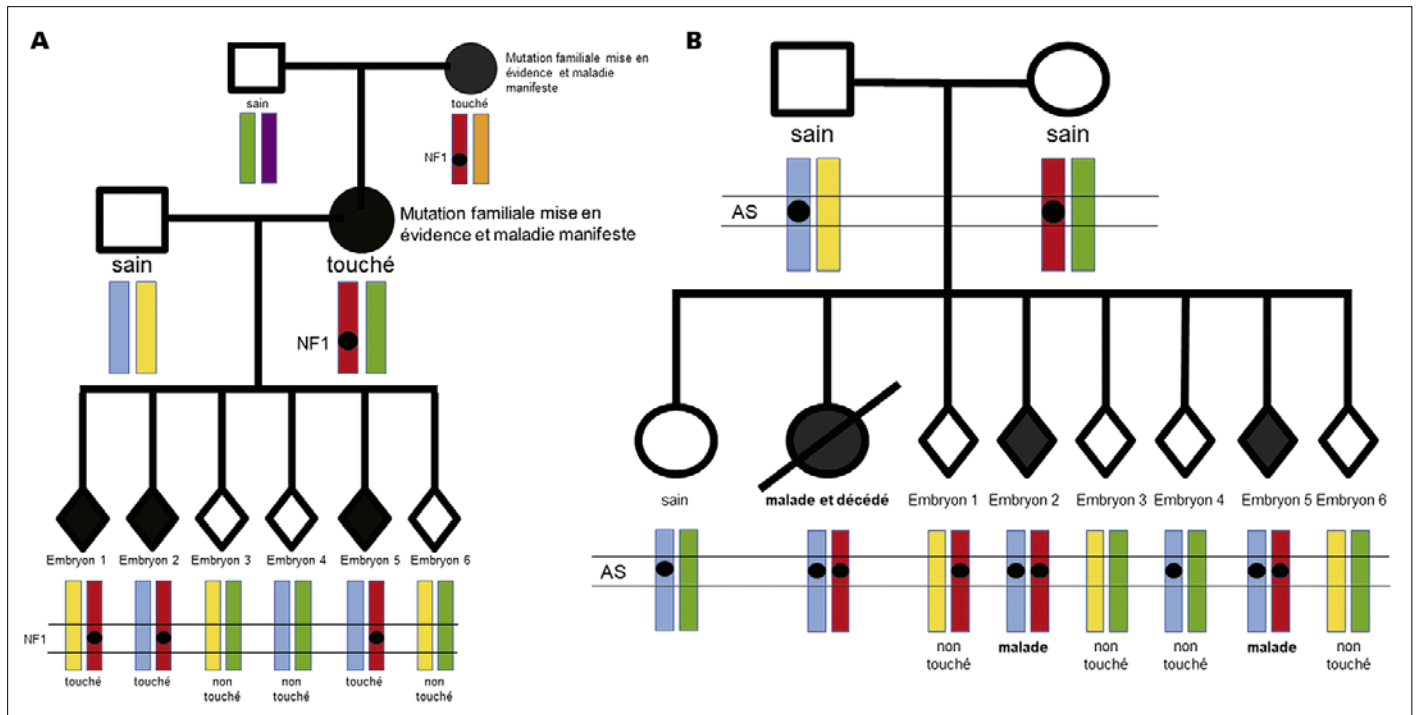 A
Mutation familiale mise en
évidence et maladie
manifeste
sain
touché
NF1
Mutation familiale mise en
évidence et maladie manifeste
sain
touché
NF1
Embryon 1 Embryon 2 Embryon 3 Embryon 4 Embryon 5 Embryon 6
NF1
touché touché non touché non touché touché non touché
B
sain
sain
AS
sain
malade et décédé
Embryon 1 Embryon 2 Embryon 3 Embryon 4 Embryon 5 Embryon 6
AS
non touché malade non touché non touché malade non touché